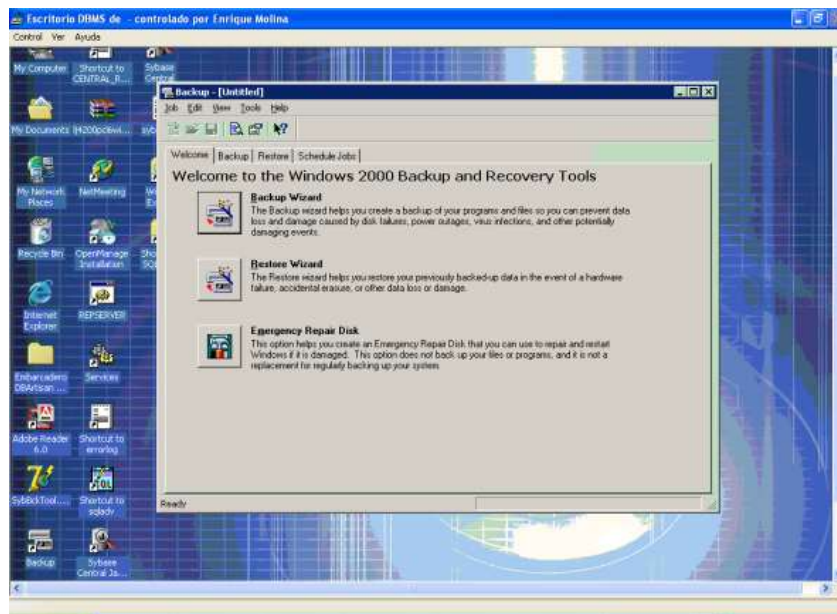 Escritorio DBMS de - controlado por Enrique Molina
Control Ver Ayuda
My Computer
Shortcut to
CENTRAL_R...
Sybase
Central
My Documents
lj4200pcl6wi...
My Network
Places
NetMeeting
Recycle Bin
OpenManage
Installation
Internet
Explorer
REPSERVER
Embarcadero
DBArtisan ...
Services
Adobe Reader
6.0
Shortcut to
errorlog
SybBckTool....
Shortcut to
sqladv
Backup
Sybase
Central Ja...
Backup - [Untitled]
Job Edit View Tools Help
Welcome Backup Restore Schedule Jobs
Welcome to the Windows 2000 Backup and Recovery Tools
Backup Wizard
The Backup wizard helps you create a backup of your programs and files so you can prevent data
loss and damage caused by disk failures, power outages, virus infections, and other potentially
damaging events.
Restore Wizard
The Restore wizard helps you restore your previously backed-up data in the event of a hardware
failure, accidental erasure, or other data loss or damage.
Emergency Repair Disk
This option helps you create an Emergency Repair Disk that you can use to repair and restart
Windows if it is damaged. This option does not back up your files or programs, and it is not a
replacement for regularly backing up your system
Ready